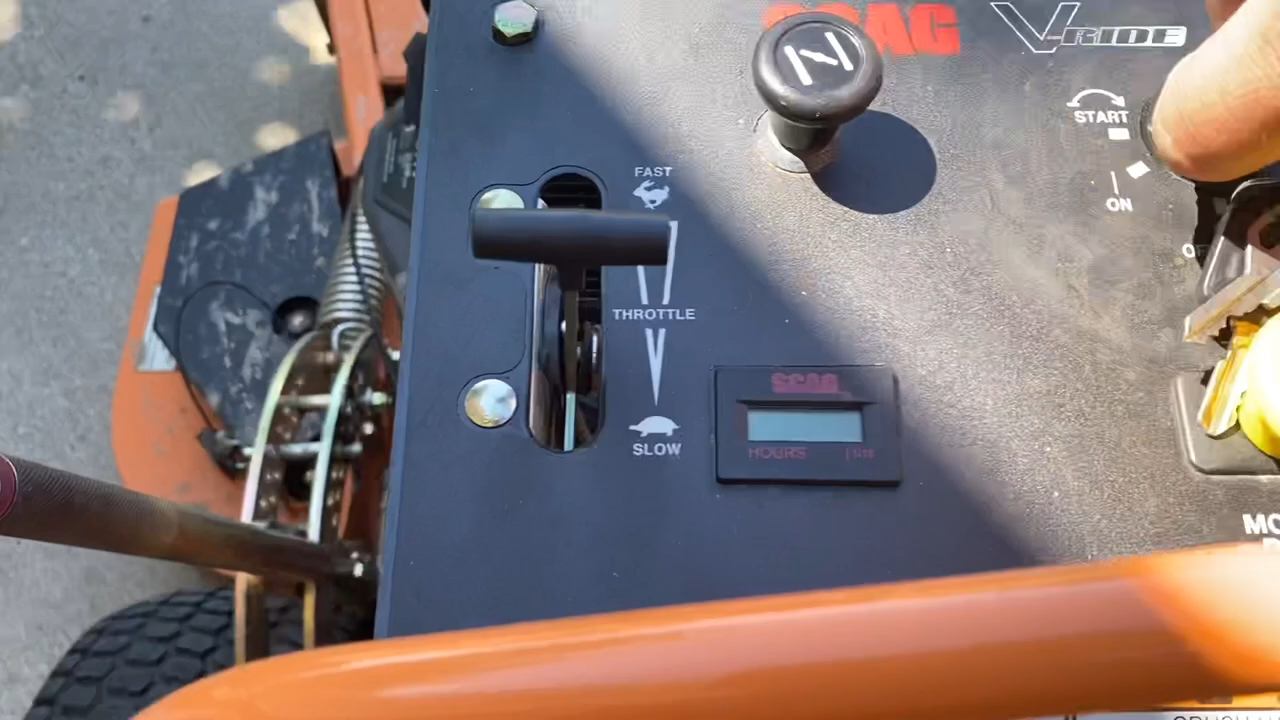 SCAG
V-RIDE
START
ON
FAST
THROTTLE
SLOW
SCAG
HOURS